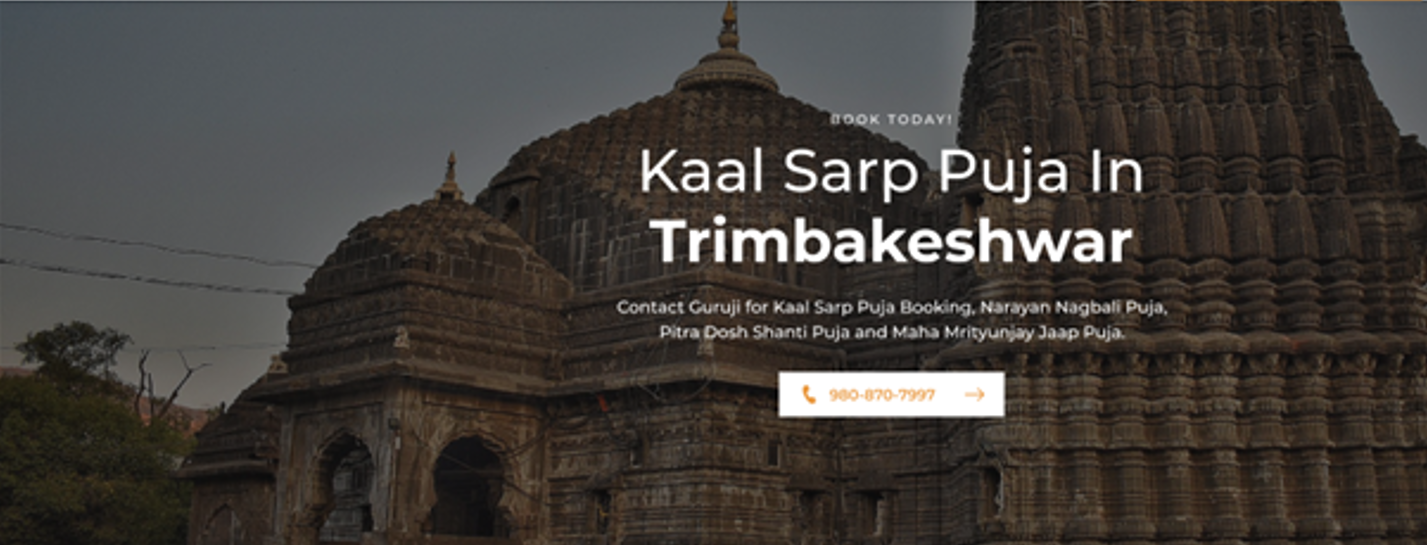 BOOK TODAY!
Kaal Sarp Puja In
Trimbakeshwar
Contact Guruji for Kaal Sarp Puja Booking, Narayan Nagbali Puja,
Pitra Dosh Shanti Puja and Maha Mrityunjay Jaap Puja.
980-870-7997